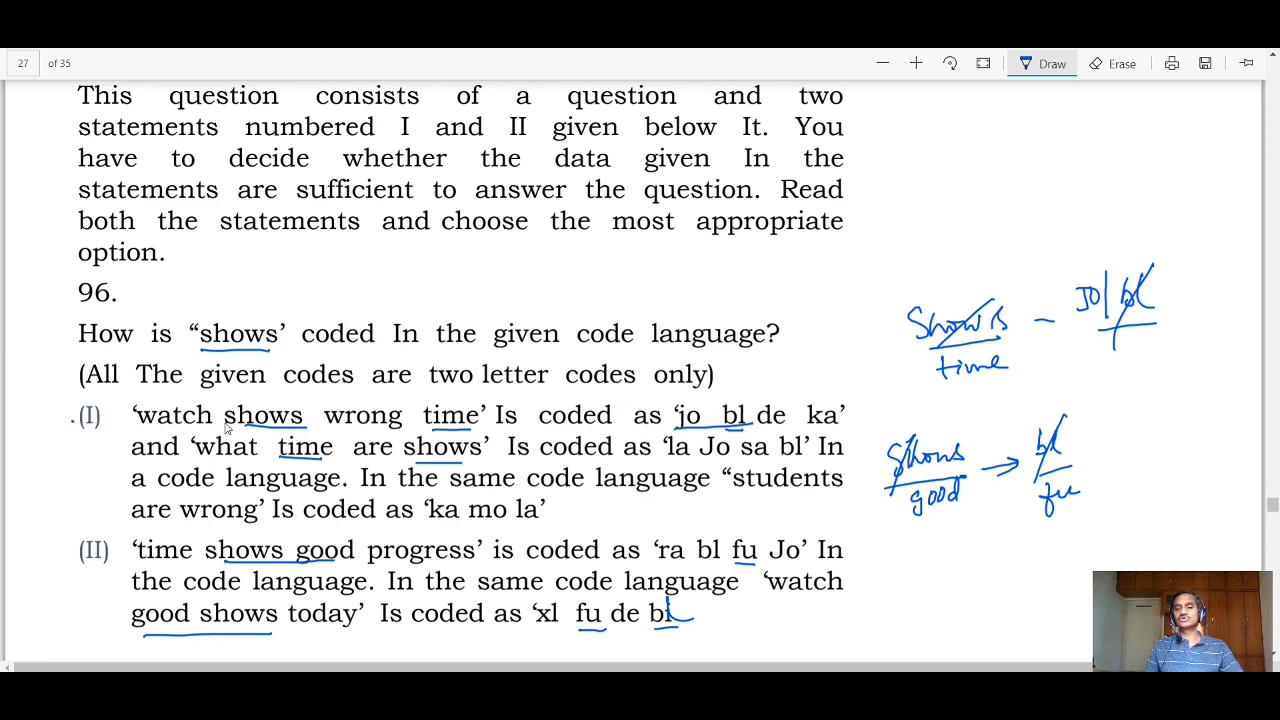 27 of 35
Draw
Erase
This question consists of a question and two
statements numbered I and II given below It. You
have to decide whether the data given In the
statements are sufficient to answer the question. Read
both the statements and choose the most appropriate
option.
96.
How is “shows’ coded In the given code language?
(All The given codes are two letter codes only)
(I) ‘watch shows wrong time’ Is coded as ‘jo bl de ka’
and ‘what time are shows’ Is coded as ‘la Jo sa bl’ In
a code language. In the same code language “students
are wrong’ Is coded as ‘ka mo la’
(II) ‘time shows good progress’ is coded as ‘ra bl fu Jo’ In
the code language. In the same code language ‘watch
good shows today’ Is coded as ‘xl fu de bl
Shows – Jo | bl
time
Shows → bl
good fu